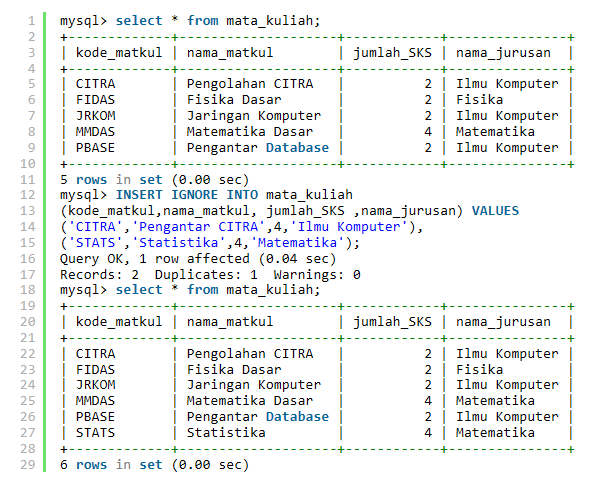 1 mysql> select * from mata_kuliah;
2 +-------------+--------------------+------------+---------------+
3 | kode_matkul | nama_matkul        | jumlah_SKS | nama_jurusan  |
4 +-------------+--------------------+------------+---------------+
5 | CITRA       | Pengolahan CITRA   |          2 | Ilmu Komputer |
6 | FIDAS       | Fisika Dasar       |          2 | Fisika        |
7 | JRKOM       | Jaringan Komputer  |          2 | Ilmu Komputer |
8 | MMDAS       | Matematika Dasar   |          4 | Matematika    |
9 | PBASE       | Pengantar Database |          2 | Ilmu Komputer |
10 +-------------+--------------------+------------+---------------+
11 5 rows in set (0.00 sec)
12 mysql> INSERT IGNORE INTO mata_kuliah
13 (kode_matkul,nama_matkul, jumlah_SKS ,nama_jurusan) VALUES
14 ('CITRA','Pengantar CITRA',4,'Ilmu Komputer'),
15 ('STATS','Statistika',4,'Matematika');
16 Query OK, 1 row affected (0.04 sec)
17 Records: 2  Duplicates: 1  Warnings: 0
18 mysql> select * from mata_kuliah;
19 +-------------+--------------------+------------+---------------+
20 | kode_matkul | nama_matkul        | jumlah_SKS | nama_jurusan  |
21 +-------------+--------------------+------------+---------------+
22 | CITRA       | Pengolahan CITRA   |          2 | Ilmu Komputer |
23 | FIDAS       | Fisika Dasar       |          2 | Fisika        |
24 | JRKOM       | Jaringan Komputer  |          2 | Ilmu Komputer |
25 | MMDAS       | Matematika Dasar   |          4 | Matematika    |
26 | PBASE       | Pengantar Database |          2 | Ilmu Komputer |
27 | STATS       | Statistika         |          4 | Matematika    |
28 +-------------+--------------------+------------+---------------+
29 6 rows in set (0.00 sec)